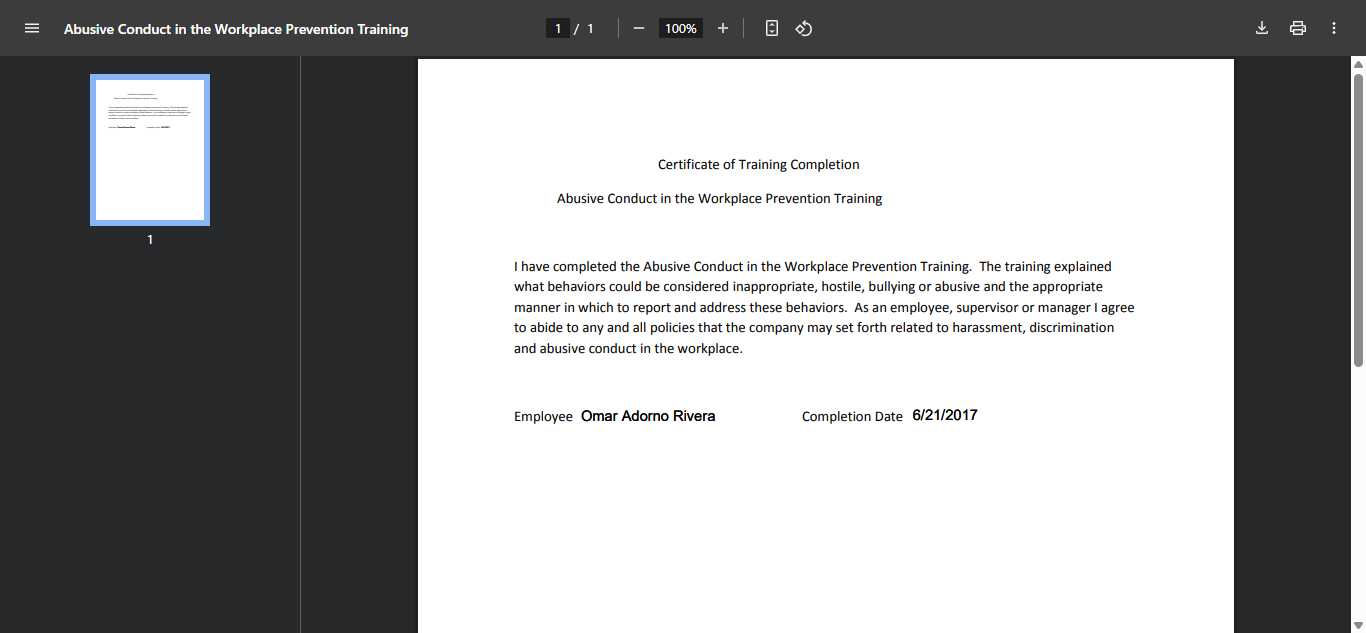 Abusive Conduct in the Workplace Prevention Training
1 / 1
100%
1
Certificate of Training Completion
Abusive Conduct in the Workplace Prevention Training
I have completed the Abusive Conduct in the Workplace Prevention Training.  The training explained
what behaviors could be considered inappropriate, hostile, bullying or abusive and the appropriate
manner in which to report and address these behaviors.  As an employee, supervisor or manager I agree
to abide to any and all policies that the company may set forth related to harassment, discrimination
and abusive conduct in the workplace.
Employee Omar Adorno Rivera Completion Date 6/21/2017